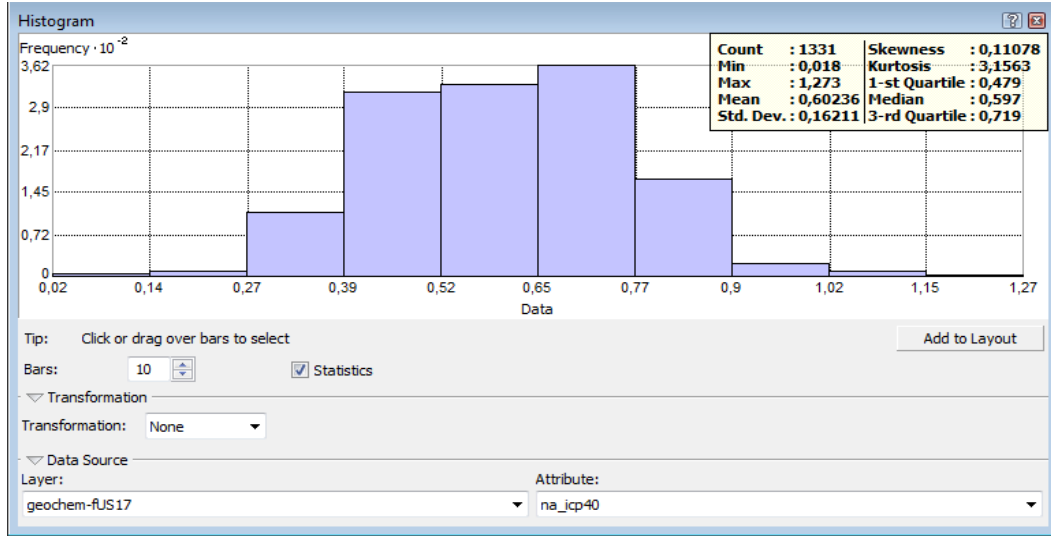 Histogram
Frequency · 10 -2
Count : 1331 Skewness : 0,11078
Min : 0,018 Kurtosis : 3,1563
Max : 1,273 1-st Quartile : 0,479
Mean : 0,60236 Median : 0,597
Std. Dev. : 0,16211 3-rd Quartile : 0,719
3,62
2,9
2,17
1,45
0,72
0
0,02 0,14 0,27 0,39 0,52 0,65 0,77 0,9 1,02 1,15 1,27
Data
Tip: Click or drag over bars to select Add to Layout
Bars: 10 Statistics
Transformation
Transformation: None
Data Source
Layer: Attribute:
geochem-fUS17 na_icp40